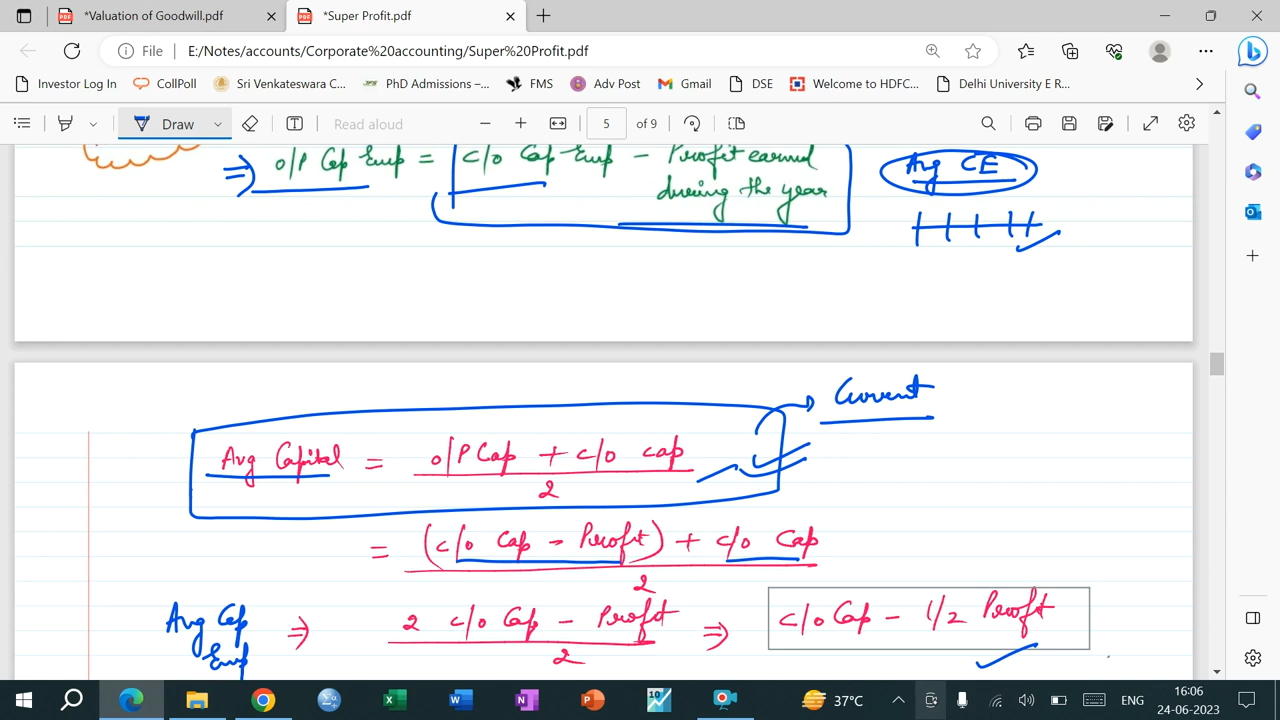 *Valuation of Goodwill.pdf
*Super Profit.pdf
File E:/Notes/accounts/Corporate%20accounting/Super%20Profit.pdf
Investor Log In CollPoll Sri Venkateswara C... PhD Admissions –... FMS Adv Post Gmail DSE Welcome to HDFC... Delhi University E R...
Draw Read aloud 5 of 9
⇒ o/P Cap Emp = c/o Cap Emp – Profit earned
during the year
Avg CE
Current
Avg Capital = o/P Cap + c/o cap
2
= (c/o Cap – Profit) + c/o Cap
2
Avg Cap ⇒ 2 c/o Cap – Profit ⇒ c/o Cap – 1/2 Profit
Emp 2
37°C ENG 16:06
24-06-2023